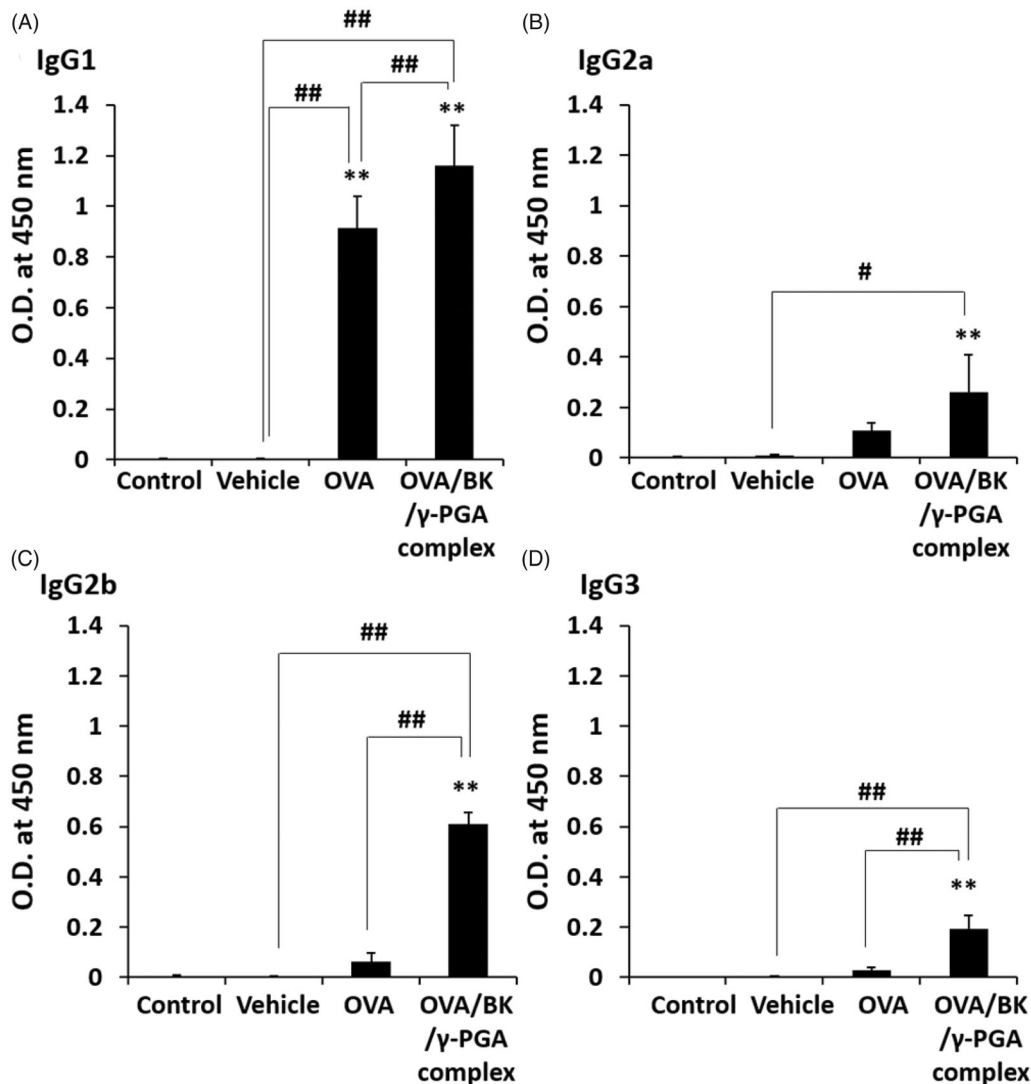 (A)
IgG1
##
##
##
**
**
O.D. at 450 nm
1.4
1.2
1
0.8
0.6
0.4
0.2
0
Control Vehicle OVA OVA/BK
/γ-PGA
complex
(B)
IgG2a
#
**
O.D. at 450 nm
1.4
1.2
1
0.8
0.6
0.4
0.2
0
Control Vehicle OVA OVA/BK
/γ-PGA
complex
(C)
IgG2b
##
##
**
O.D. at 450 nm
1.4
1.2
1
0.8
0.6
0.4
0.2
0
Control Vehicle OVA OVA/BK
/γ-PGA
complex
(D)
IgG3
##
##
**
O.D. at 450 nm
1.4
1.2
1
0.8
0.6
0.4
0.2
0
Control Vehicle OVA OVA/BK
/γ-PGA
complex